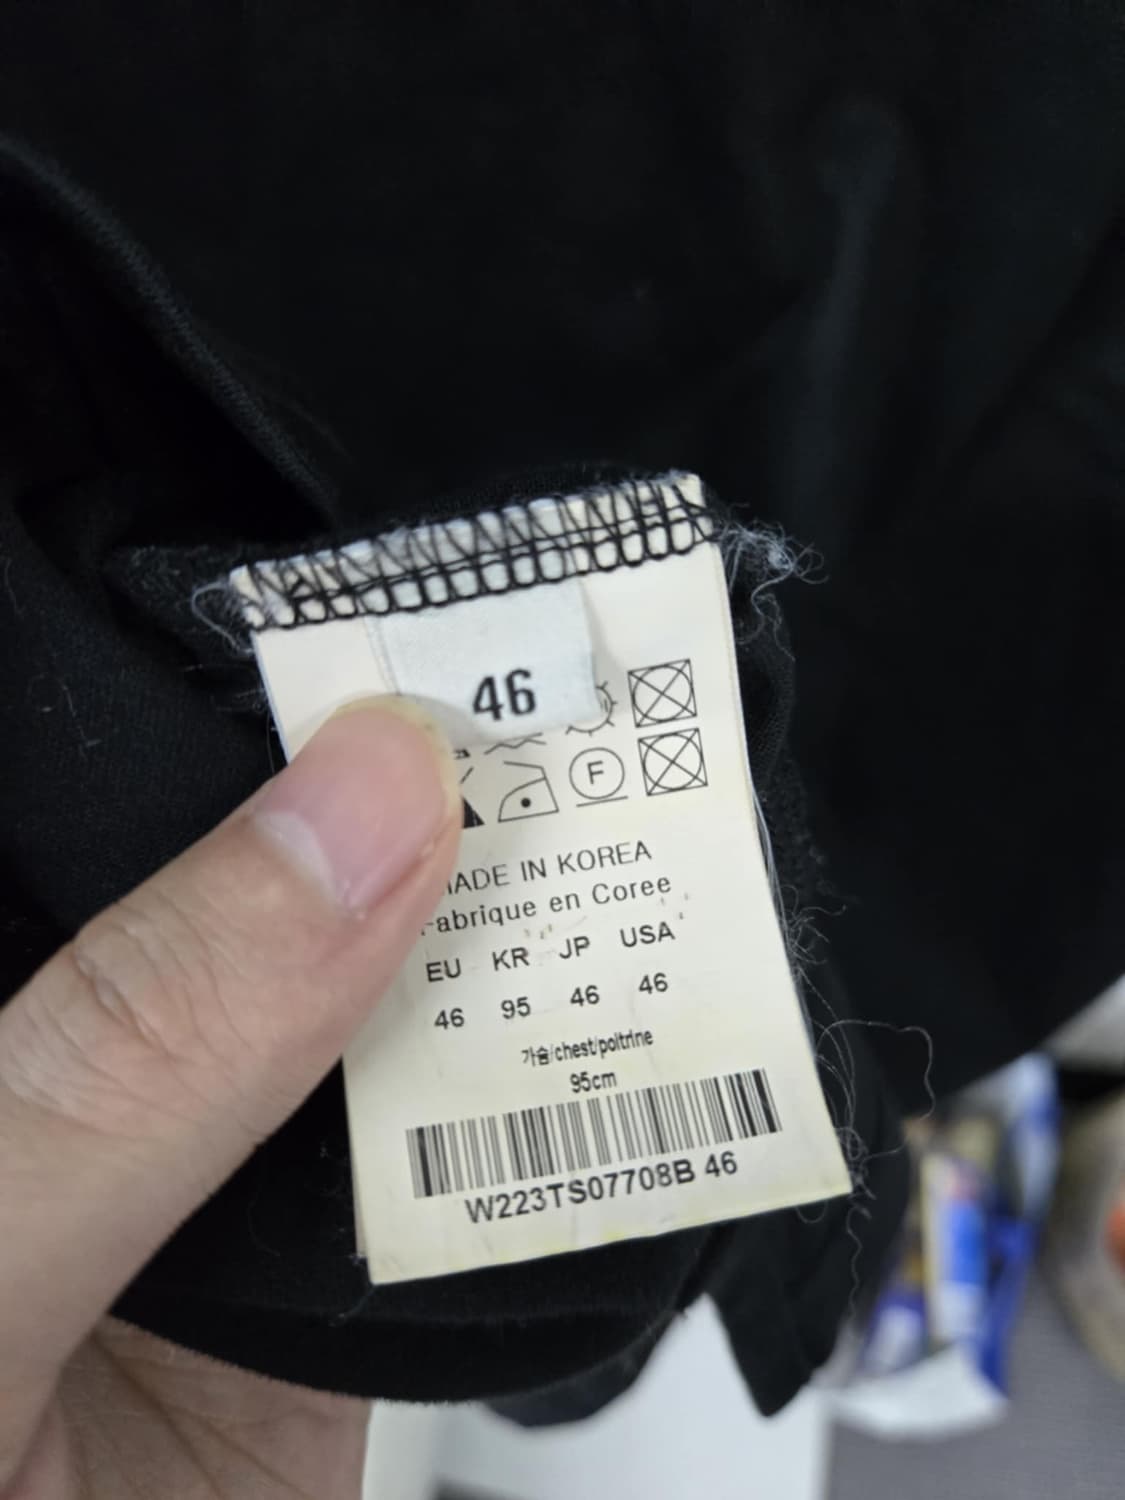 46
F
MADE IN KOREA
Fabrique en Coree
EU KR JP USA
46 95 46 46
가슴/chest/poitrine
95cm
W223TS07708B 46